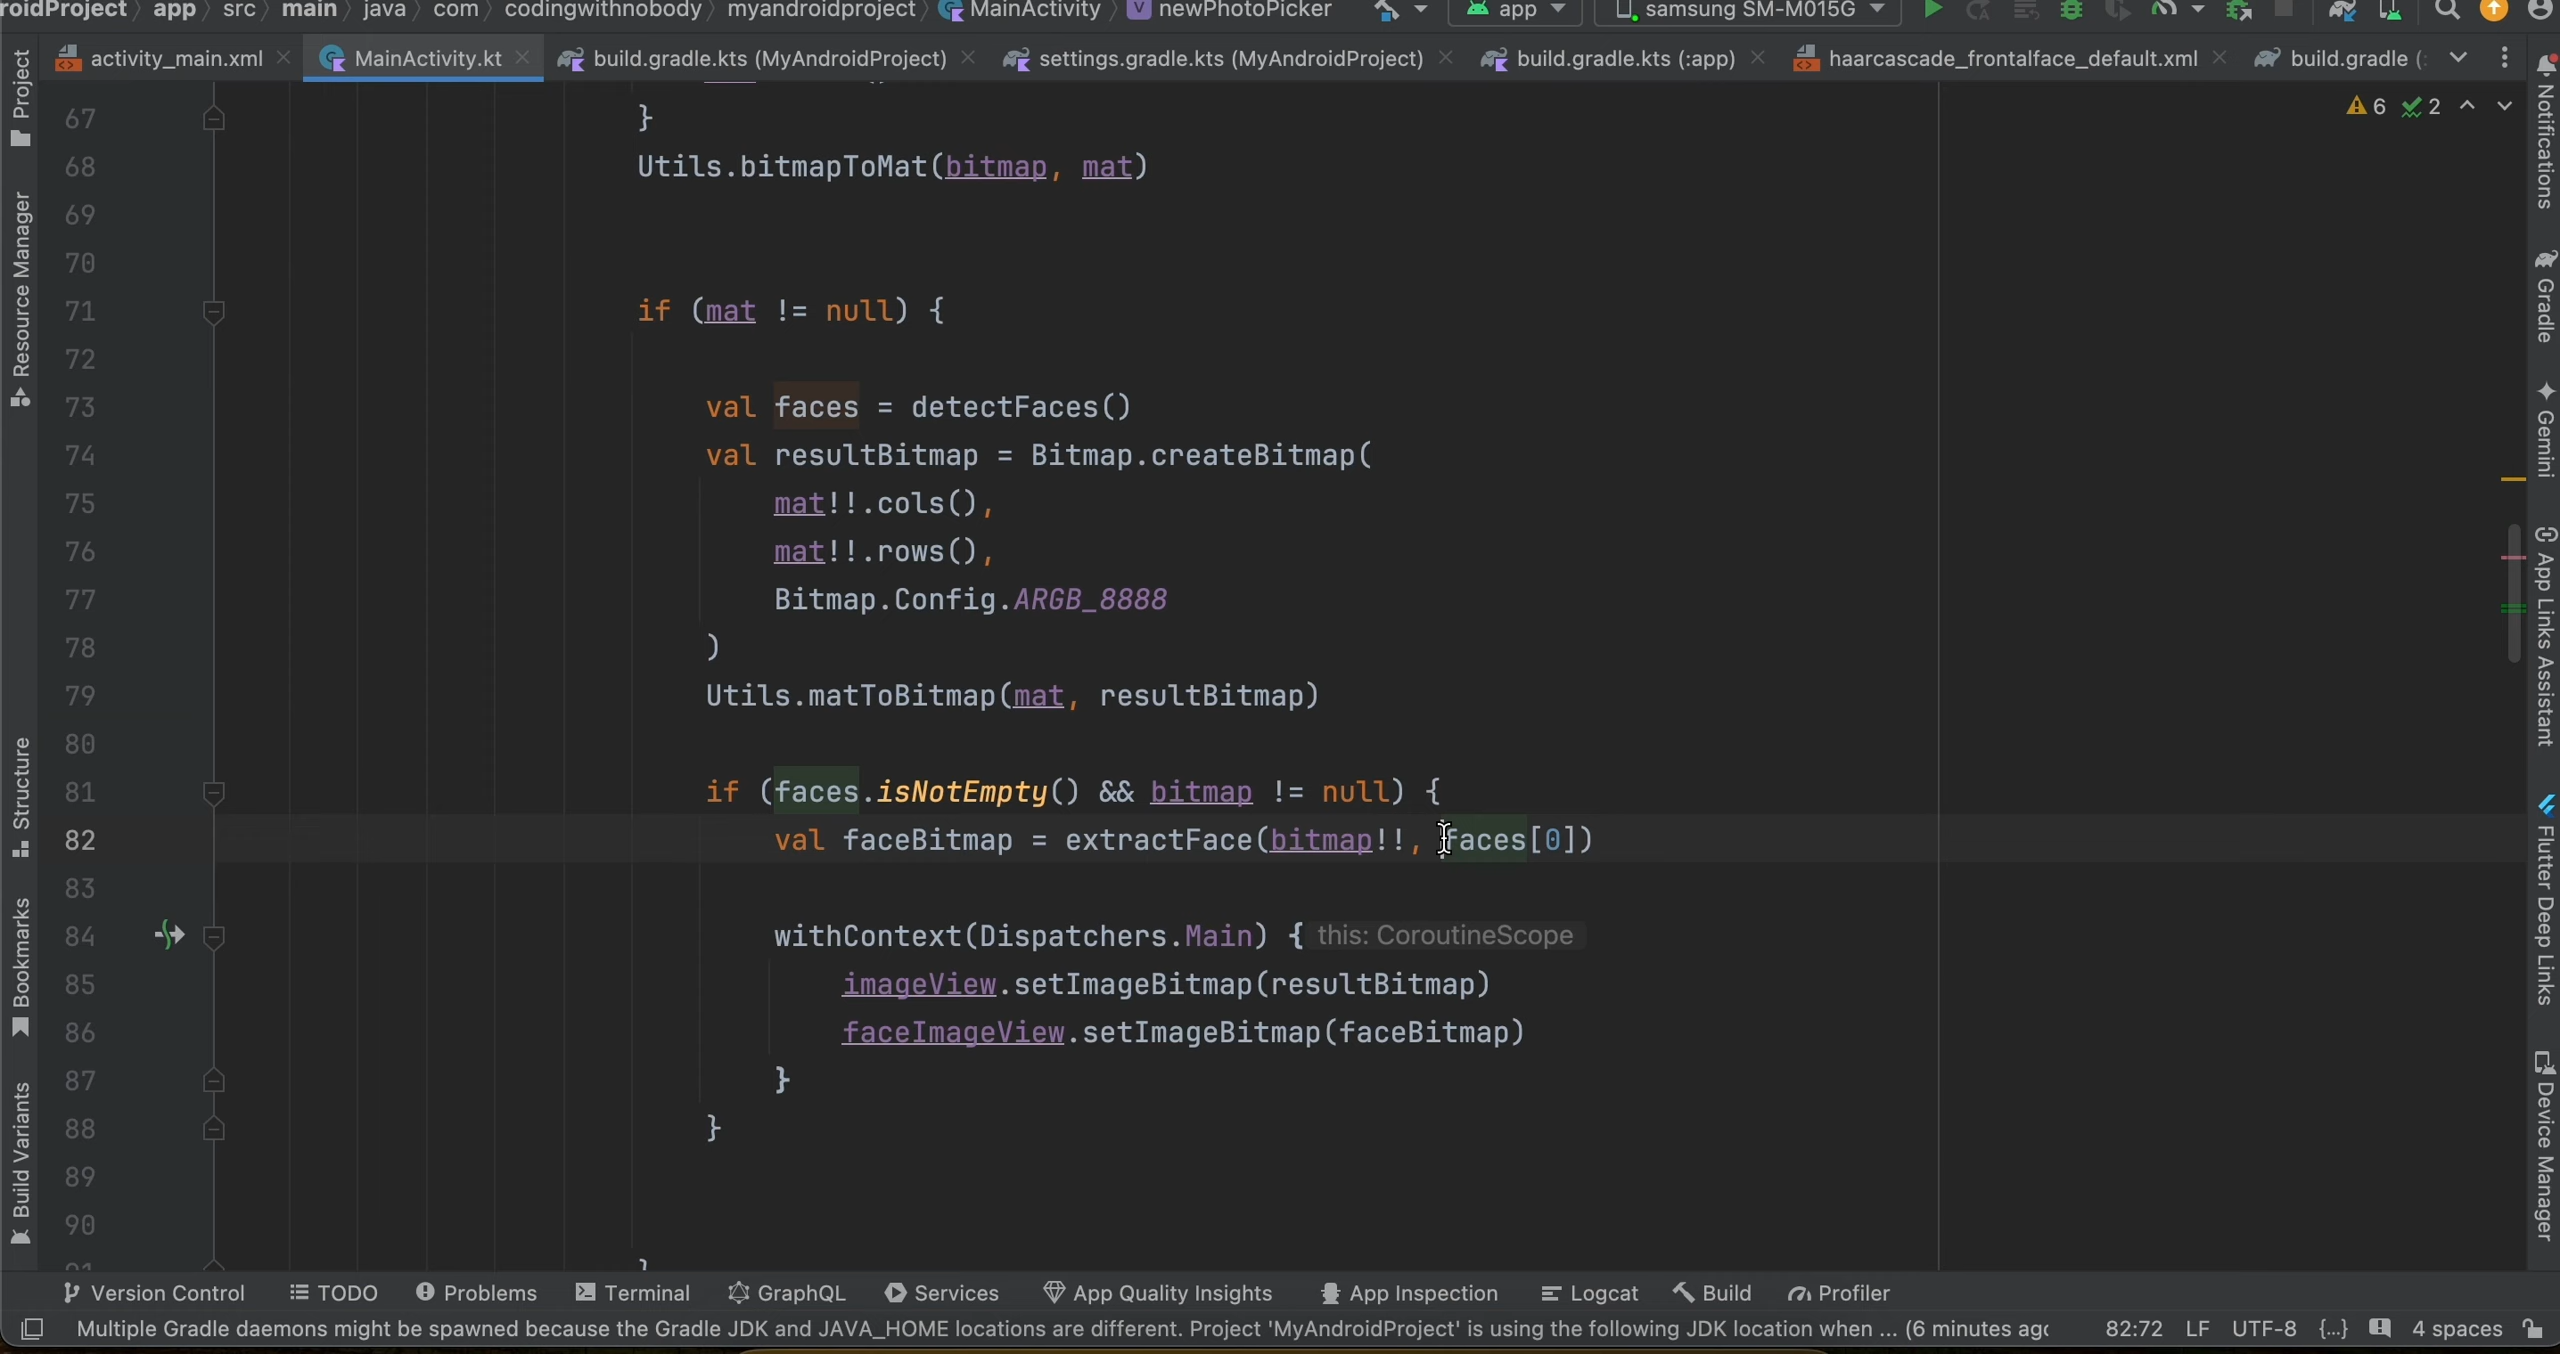 roidProject app src main java com codingwithnobody myandroidproject MainActivity V newPhotoPicker app samsung SM-M015G
activity_main.xml MainActivity.kt build.gradle.kts (MyAndroidProject) settings.gradle.kts (MyAndroidProject) build.gradle.kts (:app) haarcascade_frontalface_default.xml build.gradle (:
6 2
67 }
68 Utils.bitmapToMat(bitmap, mat)
69
70
71 if (mat != null) {
72
73 val faces = detectFaces()
74 val resultBitmap = Bitmap.createBitmap(
75 mat!!.cols(),
76 mat!!.rows(),
77 Bitmap.Config.ARGB_8888
78 )
79 Utils.matToBitmap(mat, resultBitmap)
80
81 if (faces.isNotEmpty() && bitmap != null) {
82 val faceBitmap = extractFace(bitmap!!, faces[0])
83
84 withContext(Dispatchers.Main) { this: CoroutineScope
85 imageView.setImageBitmap(resultBitmap)
86 faceImageView.setImageBitmap(faceBitmap)
87 }
88 }
89
90
91 }
Project
Resource Manager
Structure
Bookmarks
Build Variants
Notifications
Gradle
Gemini
App Links Assistant
Flutter Deep Links
Device Manager
Version Control TODO Problems Terminal GraphQL Services App Quality Insights App Inspection Logcat Build Profiler
Multiple Gradle daemons might be spawned because the Gradle JDK and JAVA_HOME locations are different. Project 'MyAndroidProject' is using the following JDK location when ... (6 minutes ago 82:72 LF UTF-8 {...} 4 spaces